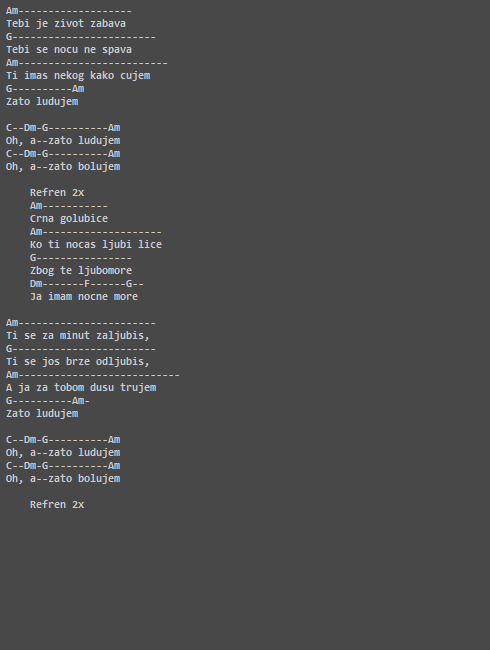 Am-------------------
Tebi je zivot zabava
G------------------------
Tebi se nocu ne spava
Am-------------------------
Ti imas nekog kako cujem
G----------Am
Zato ludujem

C--Dm-G----------Am
Oh, a--zato ludujem
C--Dm-G----------Am
Oh, a--zato bolujem

    Refren 2x
    Am-----------
    Crna golubice
    Am--------------------
    Ko ti nocas ljubi lice
    G----------------
    Zbog te ljubomore
    Dm-------F------G--
    Ja imam nocne more

Am-----------------------
Ti se za minut zaljubis,
G------------------------
Ti se jos brze odljubis,
Am---------------------------
A ja za tobom dusu trujem
G----------Am-
Zato ludujem

C--Dm-G----------Am
Oh, a--zato ludujem
C--Dm-G----------Am
Oh, a--zato bolujem

    Refren 2x